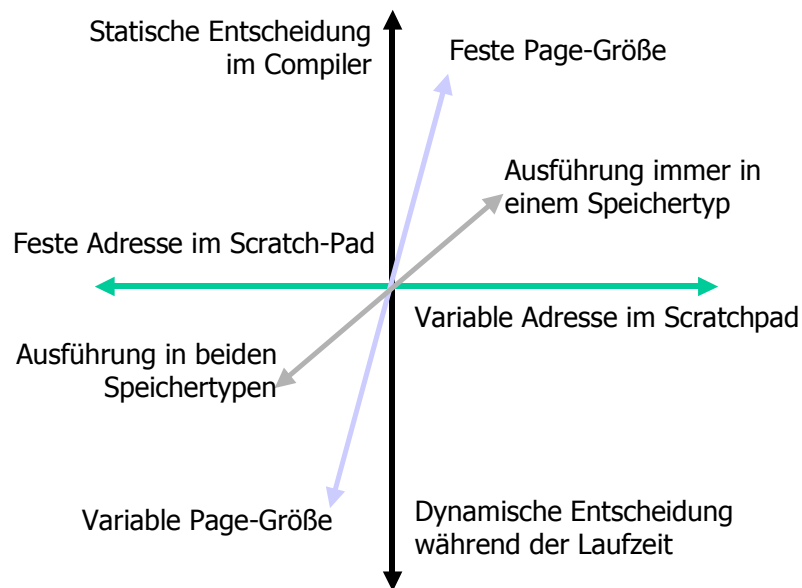 Statische Entscheidung
im Compiler
Feste Page-Größe
Ausführung immer in
einem Speichertyp
Feste Adresse im Scratch-Pad
Variable Adresse im Scratchpad
Ausführung in beiden
Speichertypen
Variable Page-Größe
Dynamische Entscheidung
während der Laufzeit